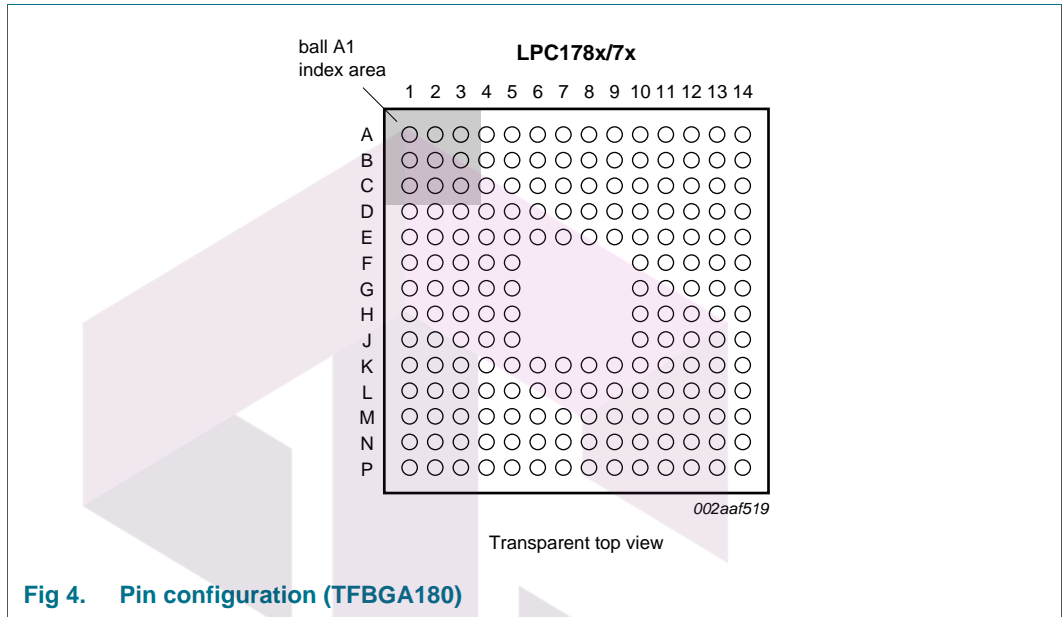 ball A1
index area
LPC178x/7x
1 2 3 4 5 6 7 8 9 10 11 12 13 14
A
B
C
D
E
F
G
H
J
K
L
M
N
P
002aaf519
Transparent top view
Fig 4. Pin configuration (TFBGA180)